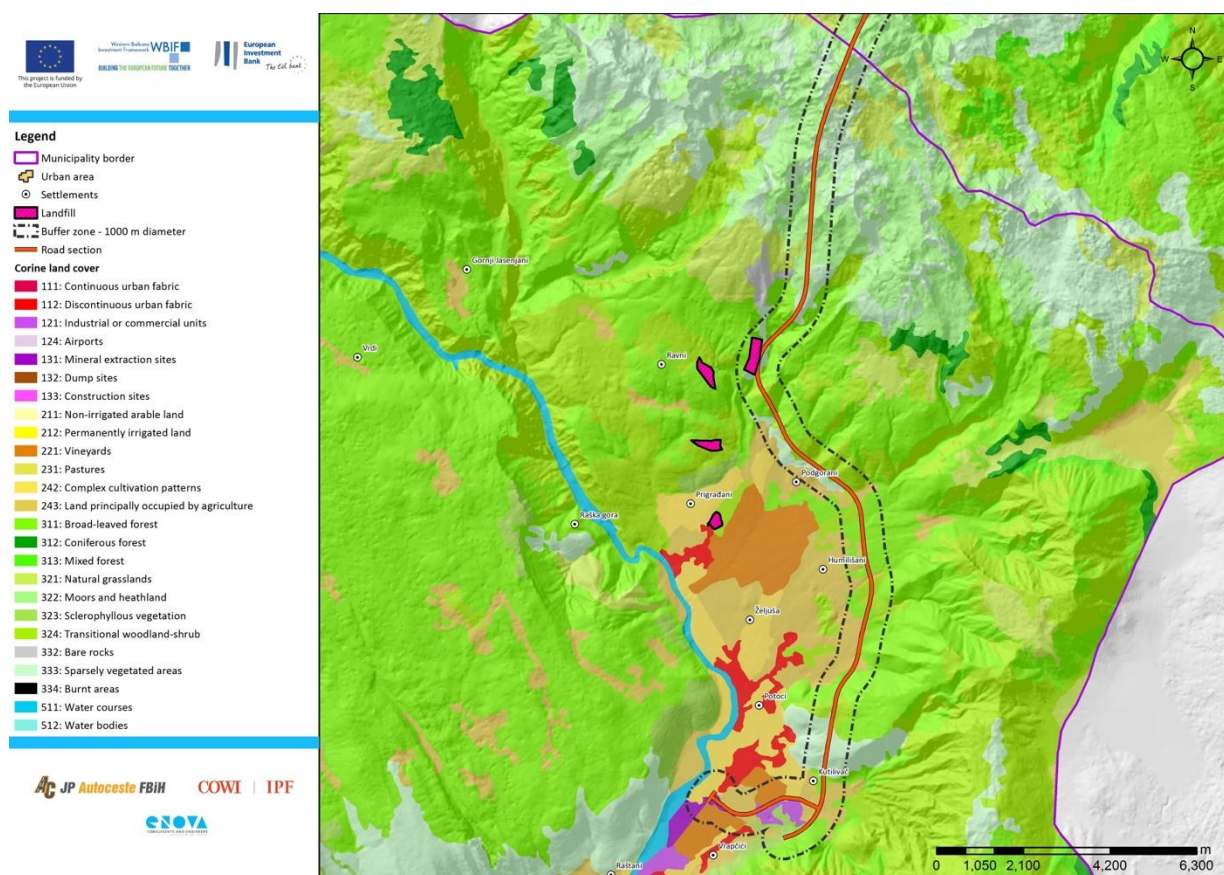 This project is funded by
the European Union
Western Balkans
Investment Framework
WBIF
BUILDING THE EUROPEAN FUTURE TOGETHER
European
Investment
Bank
The EU bank
Legend
Municipality border
Urban area
Settlements
Landfill
Buffer zone - 1000 m diameter
Road section
Corine land cover
111: Continuous urban fabric
112: Discontinuous urban fabric
121: Industrial or commercial units
124: Airports
131: Mineral extraction sites
132: Dump sites
133: Construction sites
211: Non-irrigated arable land
212: Permanently irrigated land
221: Vineyards
231: Pastures
242: Complex cultivation patterns
243: Land principally occupied by agriculture
311: Broad-leaved forest
312: Coniferous forest
313: Mixed forest
321: Natural grasslands
322: Moors and heathland
323: Sclerophyllous vegetation
324: Transitional woodland-shrub
332: Bare rocks
333: Sparsely vegetated areas
334: Burnt areas
511: Water courses
512: Water bodies
AC JP Autoceste FBiH
COWI | IPF
ENOVA
CONSULTANTS AND ENGINEERS
N
W E
S
Gornji Jasenjani
Vrdi
Ravni
Podgorani
Prigrađani
Raška gora
Humilišani
Željuša
Potoci
Kutilivač
Vrapčići
Raštani
m
0 1,050 2,100 4,200 6,300